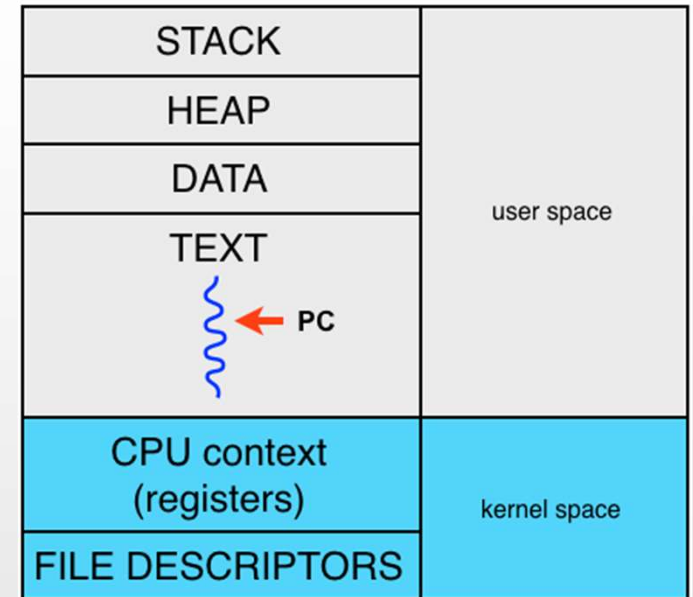 STACK
HEAP
DATA
TEXT
PC
user space
CPU context
(registers)
FILE DESCRIPTORS
kernel space